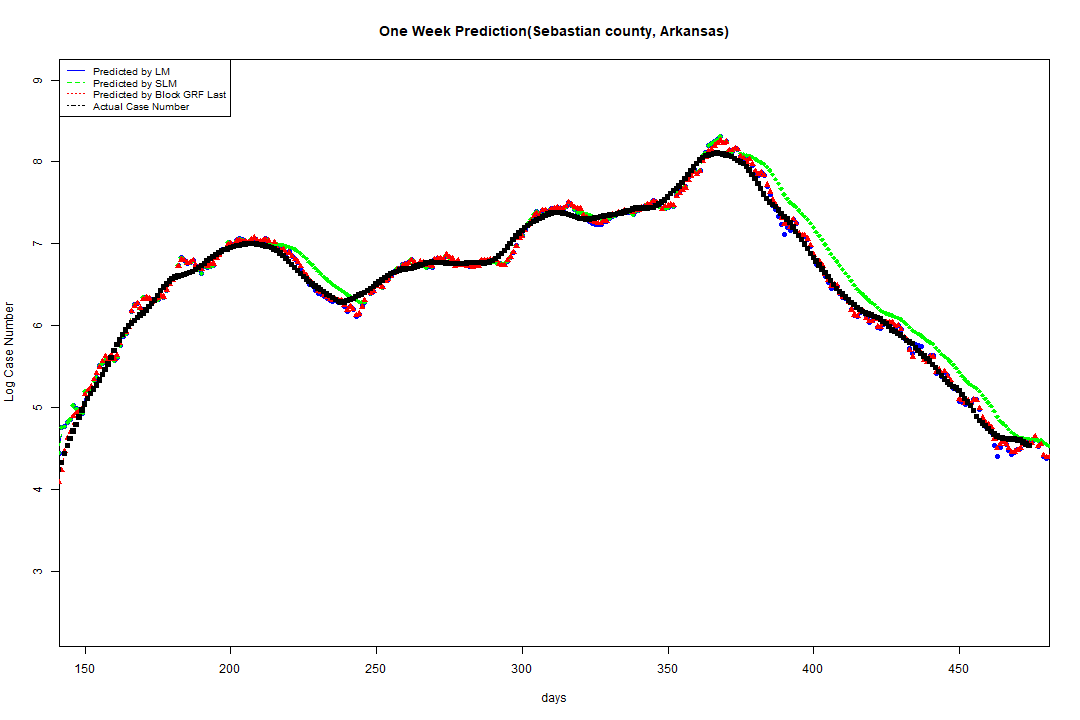 One Week Prediction(Sebastian county, Arkansas)
Predicted by LM
Predicted by SLM
Predicted by Block GRF Last
Actual Case Number
9
8
7
6
5
4
3
Log Case Number
150 200 250 300 350 400 450
days